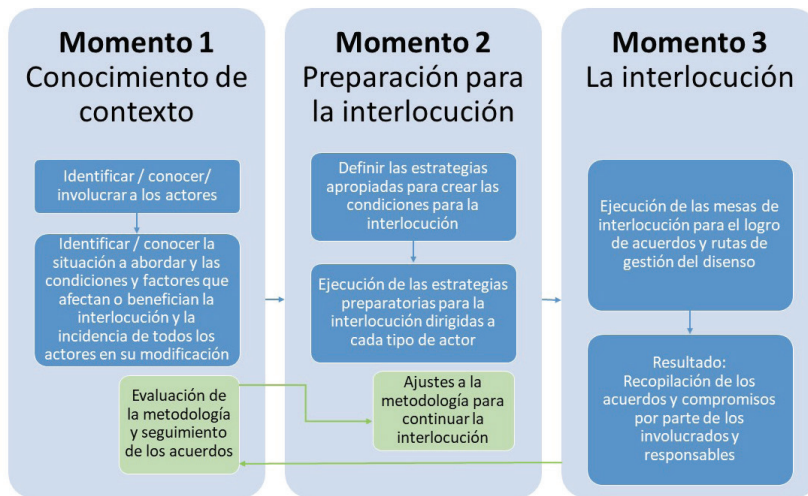 Momento 1
Conocimiento de
contexto
Identificar / conocer/
involucrar a los actores
Identificar / conocer la
situación a abordar y las
condiciones y factores que
afectan o benefician la
interlocución y la
incidencia de todos los
actores en su modificación
Evaluación de
la metodología
y seguimiento
de los acuerdos
Momento 2
Preparación para
la interlocución
Definir las estrategias
apropiadas para crear las
condiciones para la
interlocución
Ejecución de las estrategias
preparatorias para la
interlocución dirigidas a
cada tipo de actor
Ajustes a la
metodología para
continuar la
interlocución
Momento 3
La interlocución
Ejecución de las mesas de
interlocución para el logro
de acuerdos y rutas de
gestión del disenso
Resultado:
Recopilación de los
acuerdos y compromisos
por parte de los
involucrados y
responsables